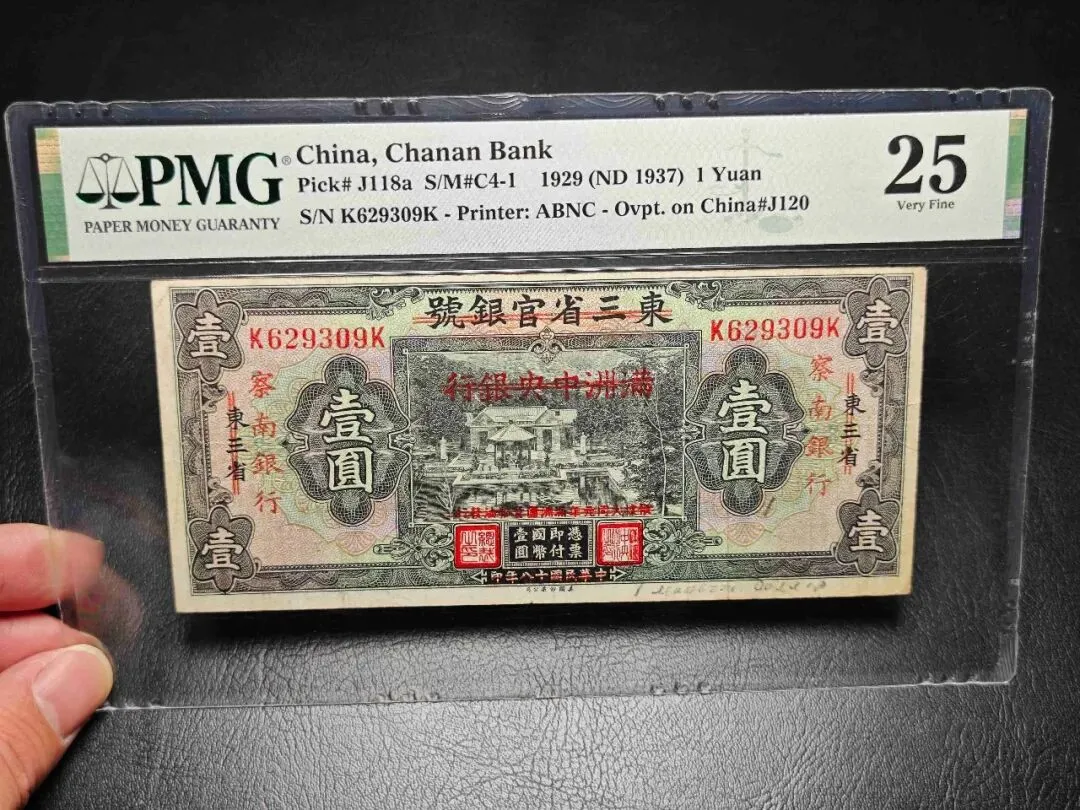 PMG®
PAPER MONEY GUARANTY
China, Chanan Bank
Pick# J118a S/M#C4-1 1929 (ND 1937) 1 Yuan
S/N K629309K - Printer: ABNC - Ovpt. on China#J120
25
Very Fine
號銀官省三東
壹
壹
K629309K
K629309K
行銀央中洲滿
察南銀行
東三省
壹圓
壹圓
察南銀行
東三省
憑票即付國幣壹圓
壹
壹
印年八十國民華中